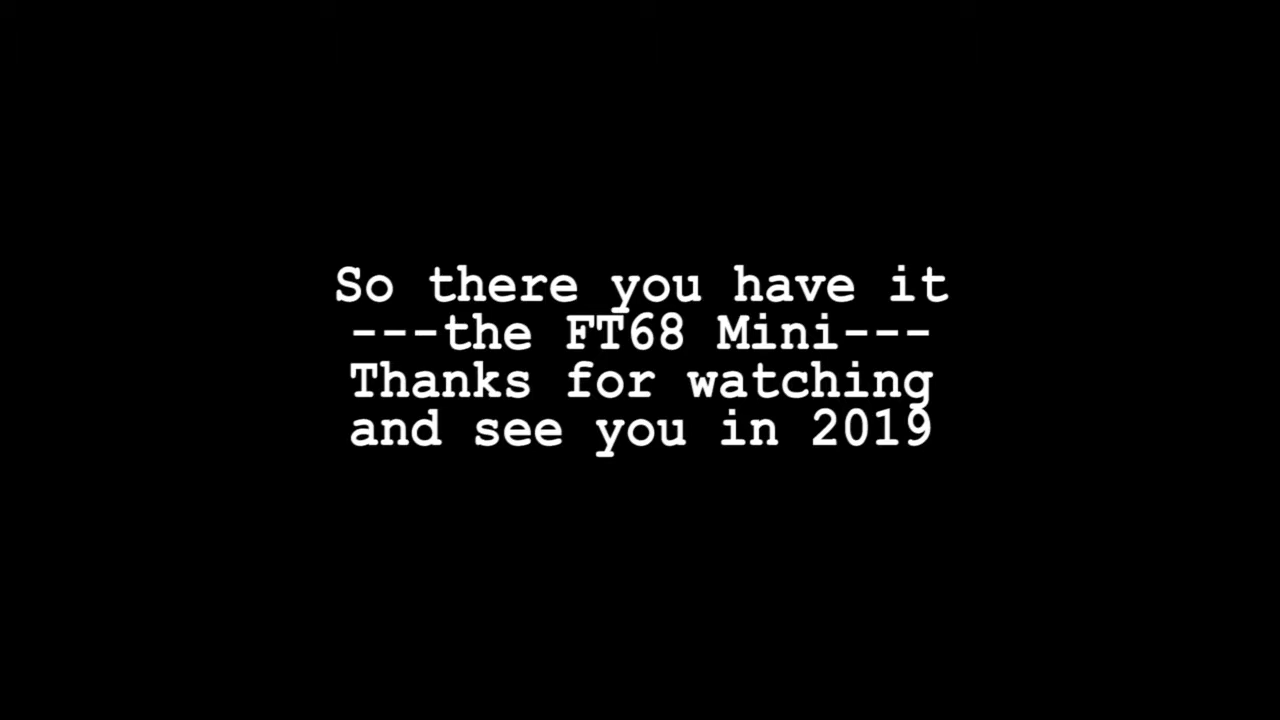 So there you have it
---the FT68 Mini---
Thanks for watching
and see you in 2019